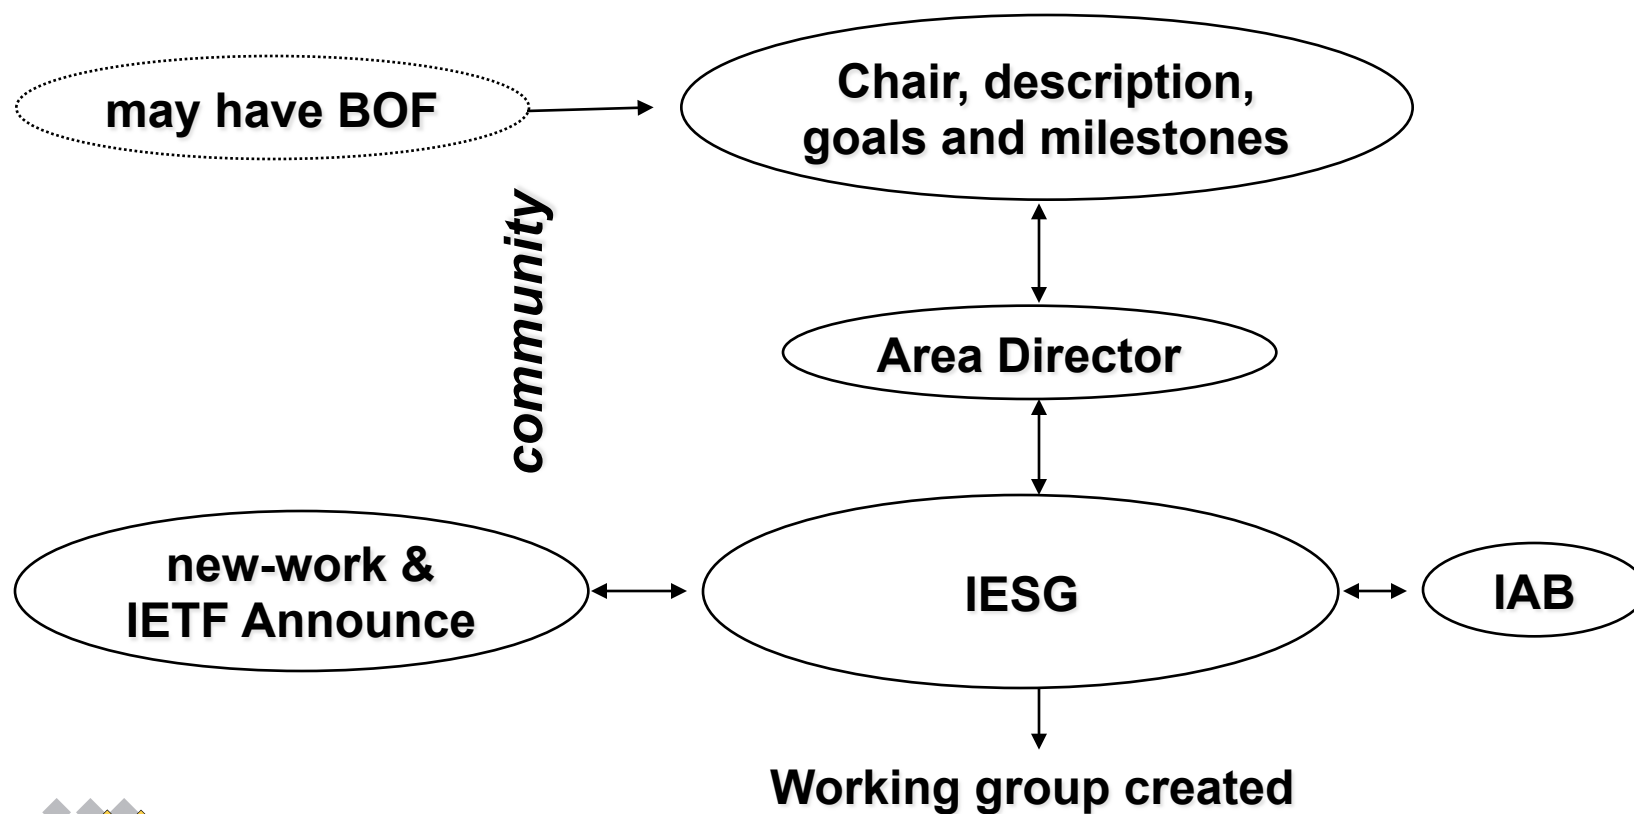 may have BOF
Chair, description,
goals and milestones
community
Area Director
new-work &
IETF Announce
IESG
IAB
Working group created